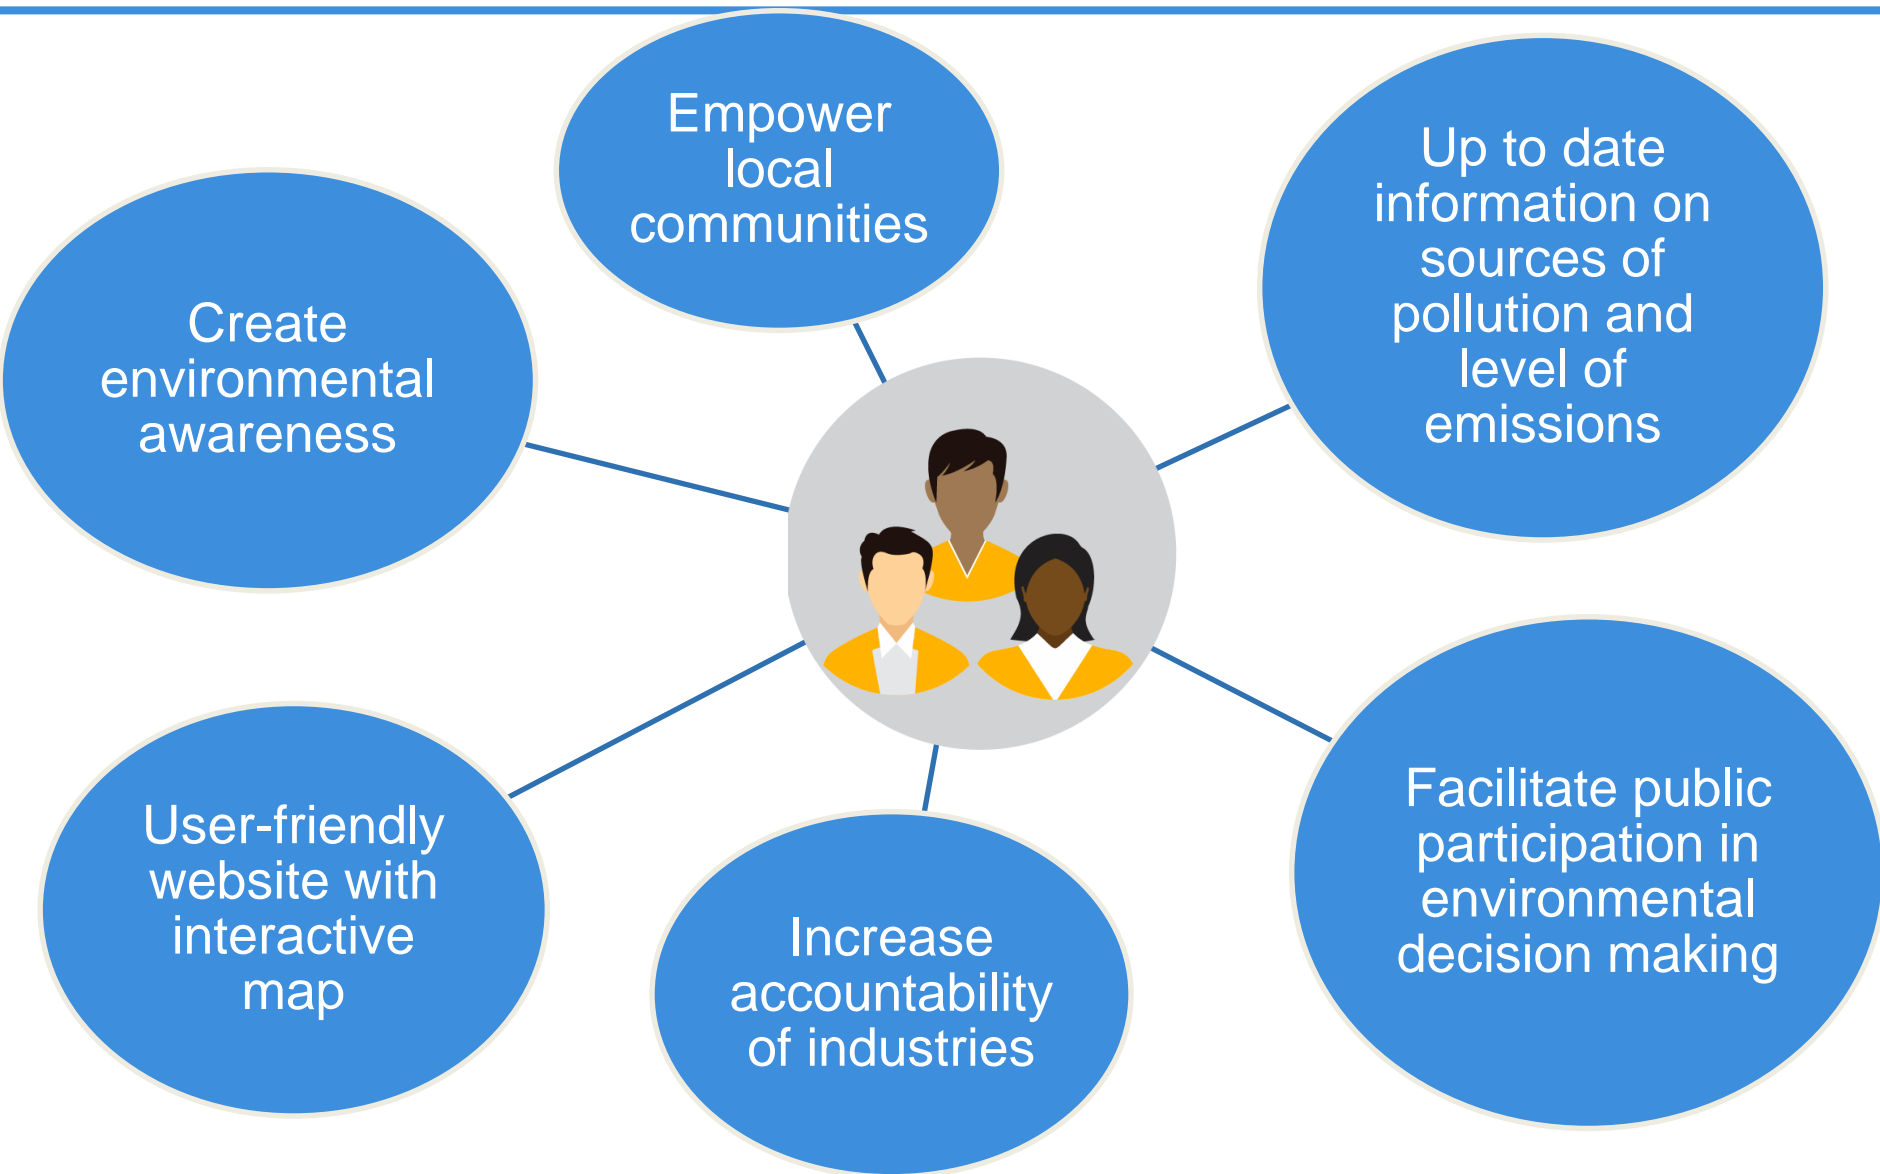 Empower
local
communities
Up to date
information on
sources of
pollution and
level of
emissions
Create
environmental
awareness
Facilitate public
participation in
environmental
decision making
User-friendly
website with
interactive
map
Increase
accountability
of industries